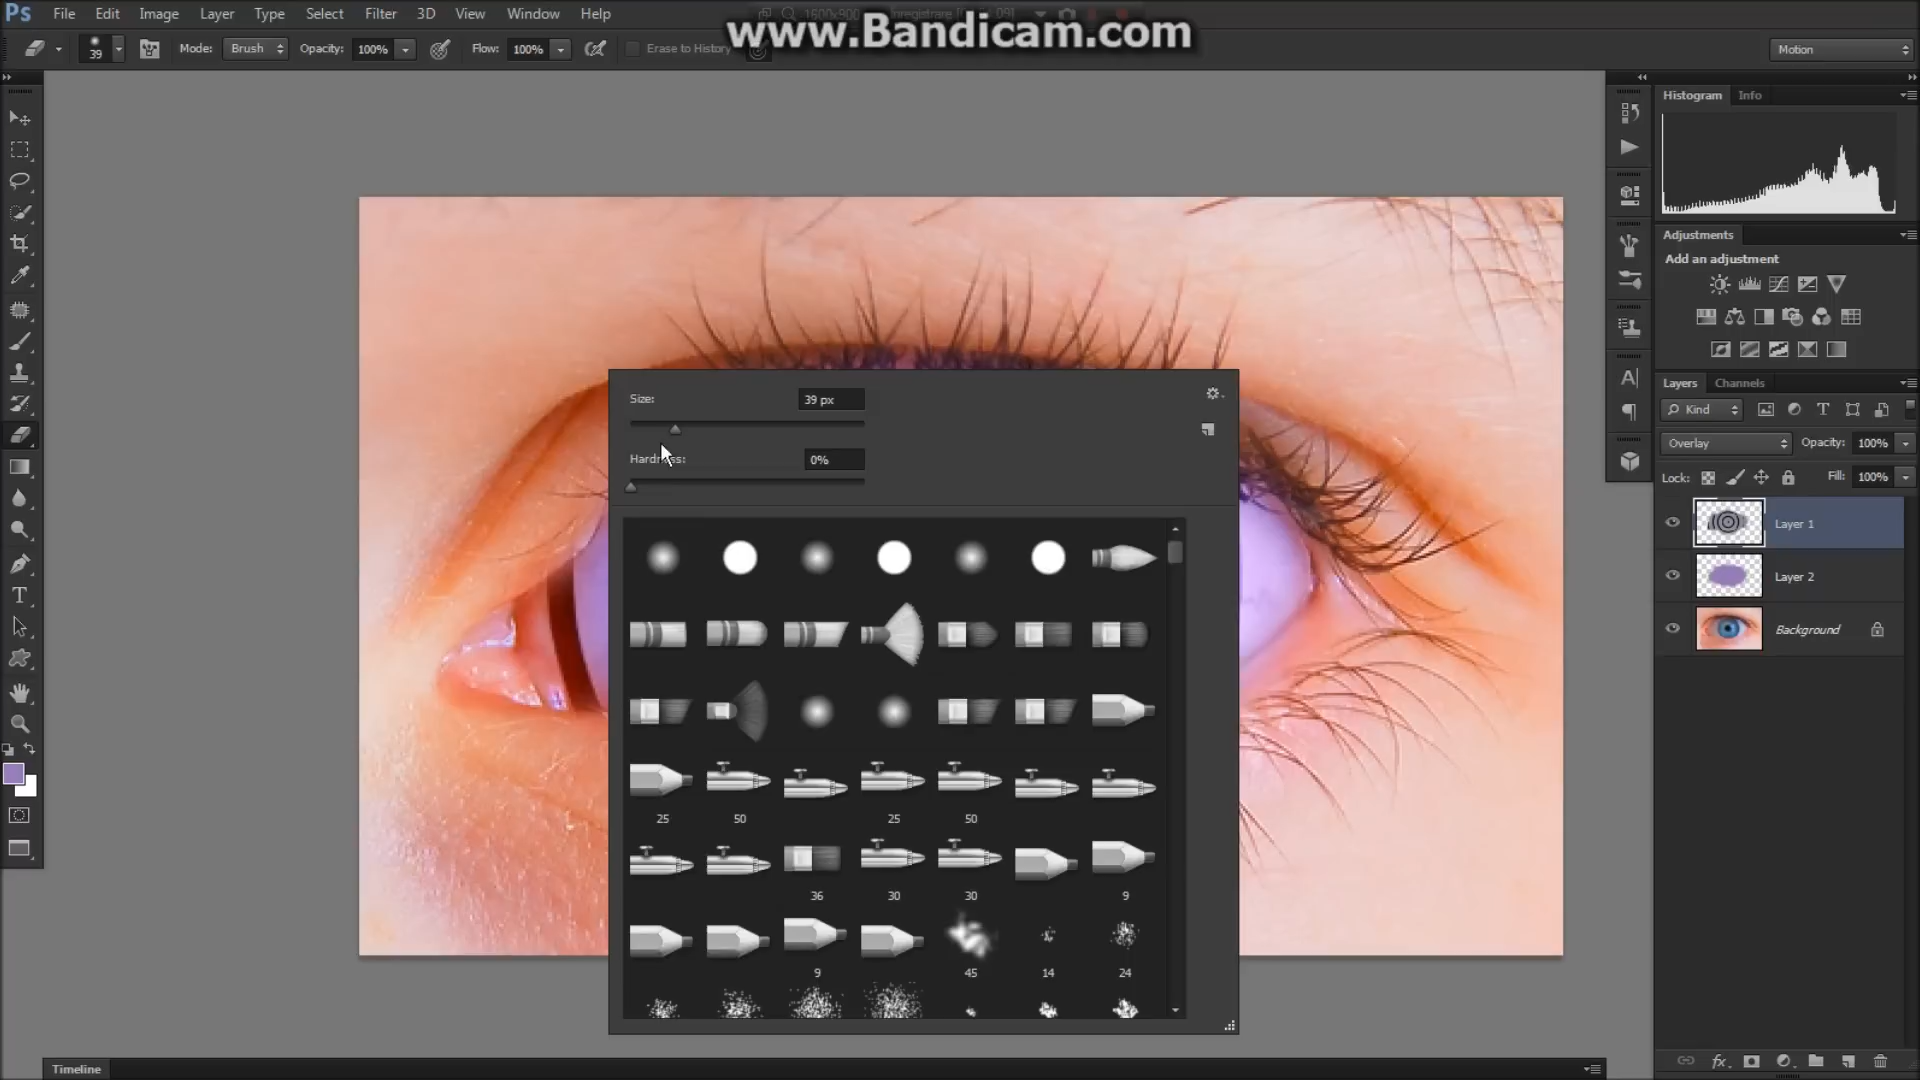 Ps File Edit Image Layer Type Select Filter 3D View Window Help
www.Bandicam.com
39 Mode: Brush Opacity: 100% Flow: 100% Erase to History Motion
Histogram Info
Adjustments
Add an adjustment
Layers Channels
Kind
Overlay Opacity: 100%
Lock: Fill: 100%
Layer 1
Layer 2
Background
Size: 39 px
Hardness: 0%
25 50 25 50
36 30 30 9
9 45 14 24
Timeline